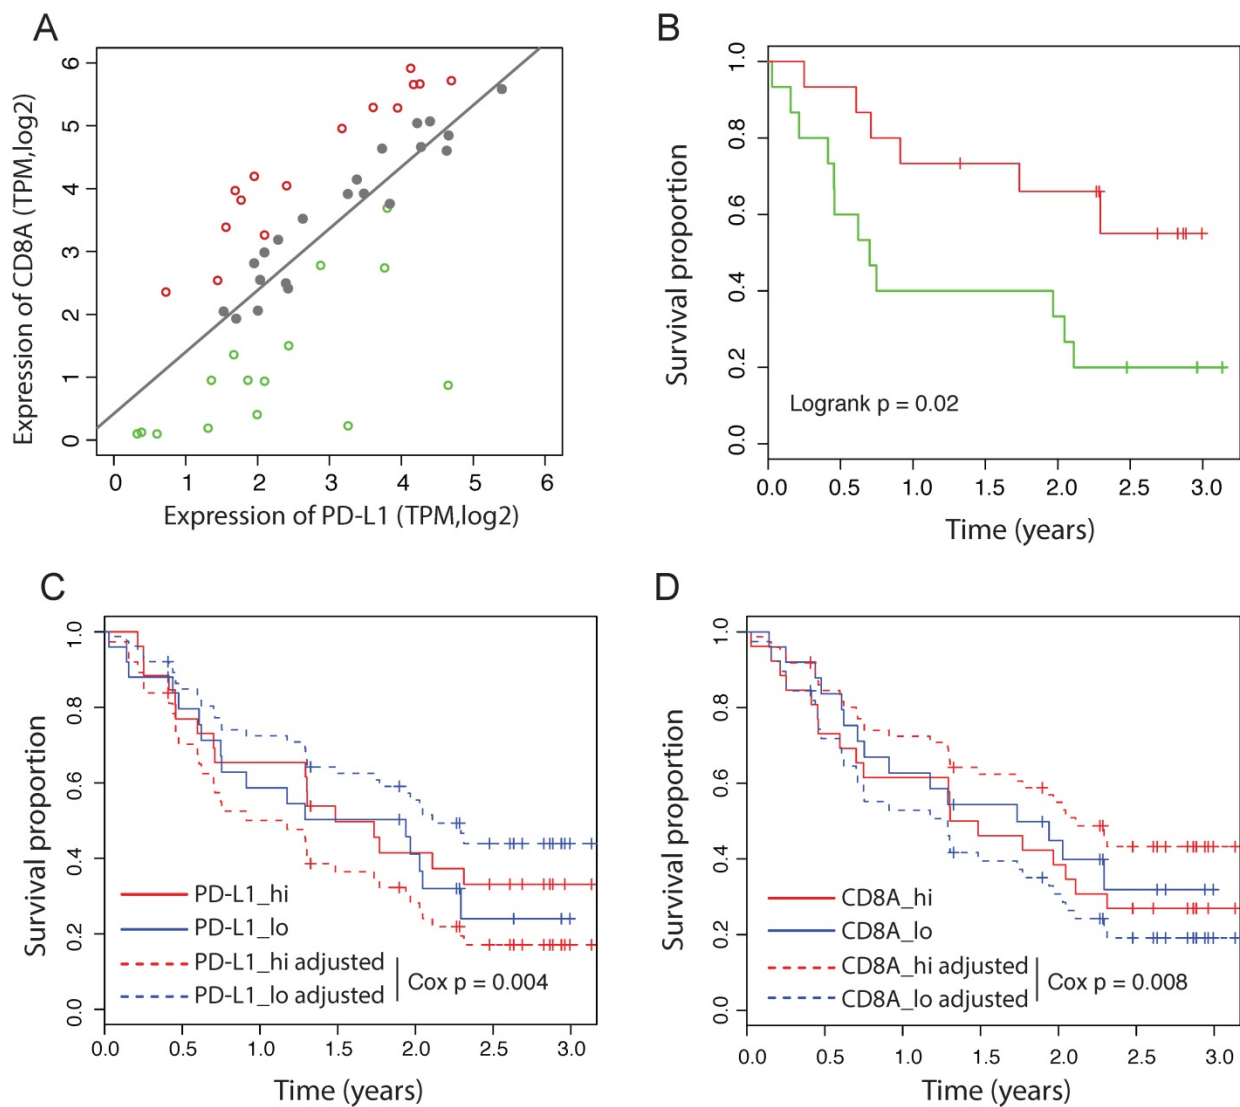 A
Expression of CD8A (TPM,log2)
6
5
4
3
2
1
0
0 1 2 3 4 5 6
Expression of PD-L1 (TPM,log2)
B
Survival proportion
1.0
0.8
0.6
0.4
0.2
0.0
Logrank p = 0.02
0.0 0.5 1.0 1.5 2.0 2.5 3.0
Time (years)
C
Survival proportion
1.0
0.8
0.6
0.4
0.2
0.0
PD-L1_hi
PD-L1_lo
PD-L1_hi adjusted
PD-L1_lo adjusted
Cox p = 0.004
0.0 0.5 1.0 1.5 2.0 2.5 3.0
Time (years)
D
Survival proportion
1.0
0.8
0.6
0.4
0.2
0.0
CD8A_hi
CD8A_lo
CD8A_hi adjusted
CD8A_lo adjusted
Cox p = 0.008
0.0 0.5 1.0 1.5 2.0 2.5 3.0
Time (years)